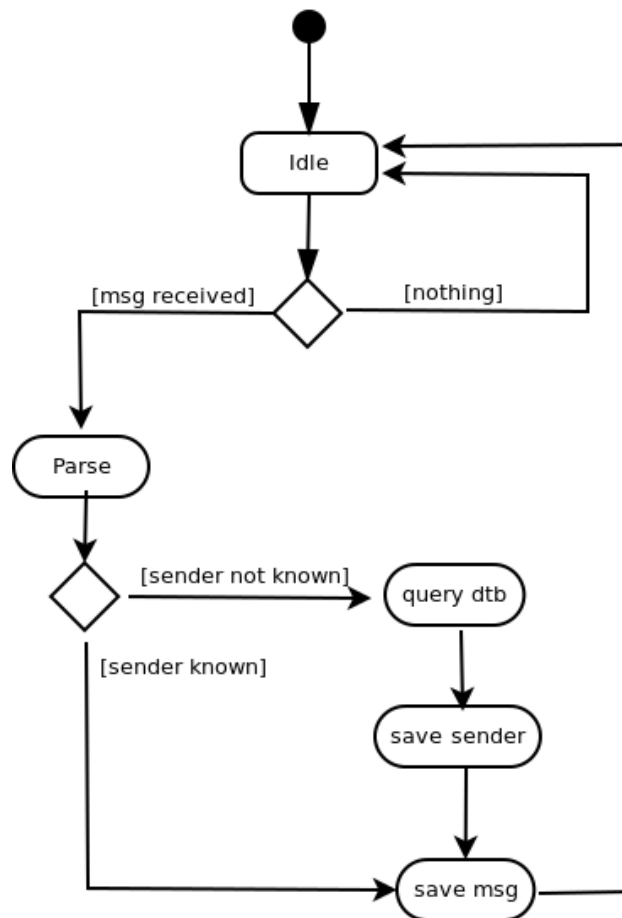 Idle
[msg received]
[nothing]
Parse
[sender not known]
query dtb
[sender known]
save sender
save msg